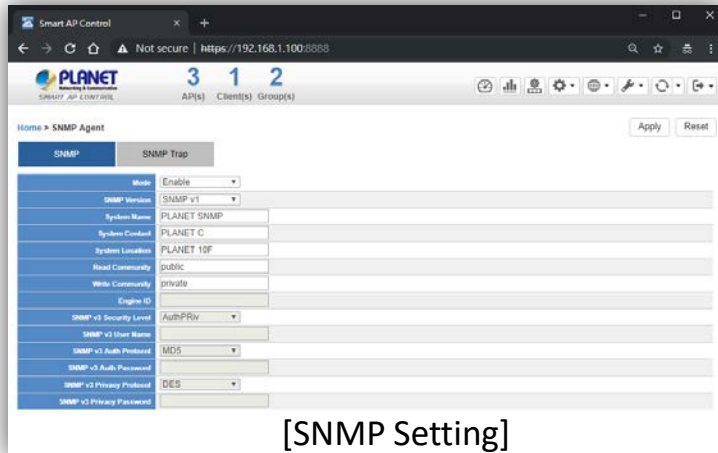 Smart AP Control
Not secure | https://192.168.1.100:8888
PLANET
Networking & Communication
SMART AP CONTROL
3 1 2
AP(s) Client(s) Group(s)
Home > SNMP Agent
Apply Reset
SNMP SNMP Trap
Mode Enable
SNMP Version SNMP v1
System Name PLANET SNMP
System Contact PLANET C
System Location PLANET 10F
Read Community public
Write Community private
Engine ID
SNMP v3 Security Level AuthPRiv
SNMP v3 User Name
SNMP v3 Auth Protocol MD5
SNMP v3 Auth Password
SNMP v3 Privacy Protocol DES
SNMP v3 Privacy Password
[SNMP Setting]